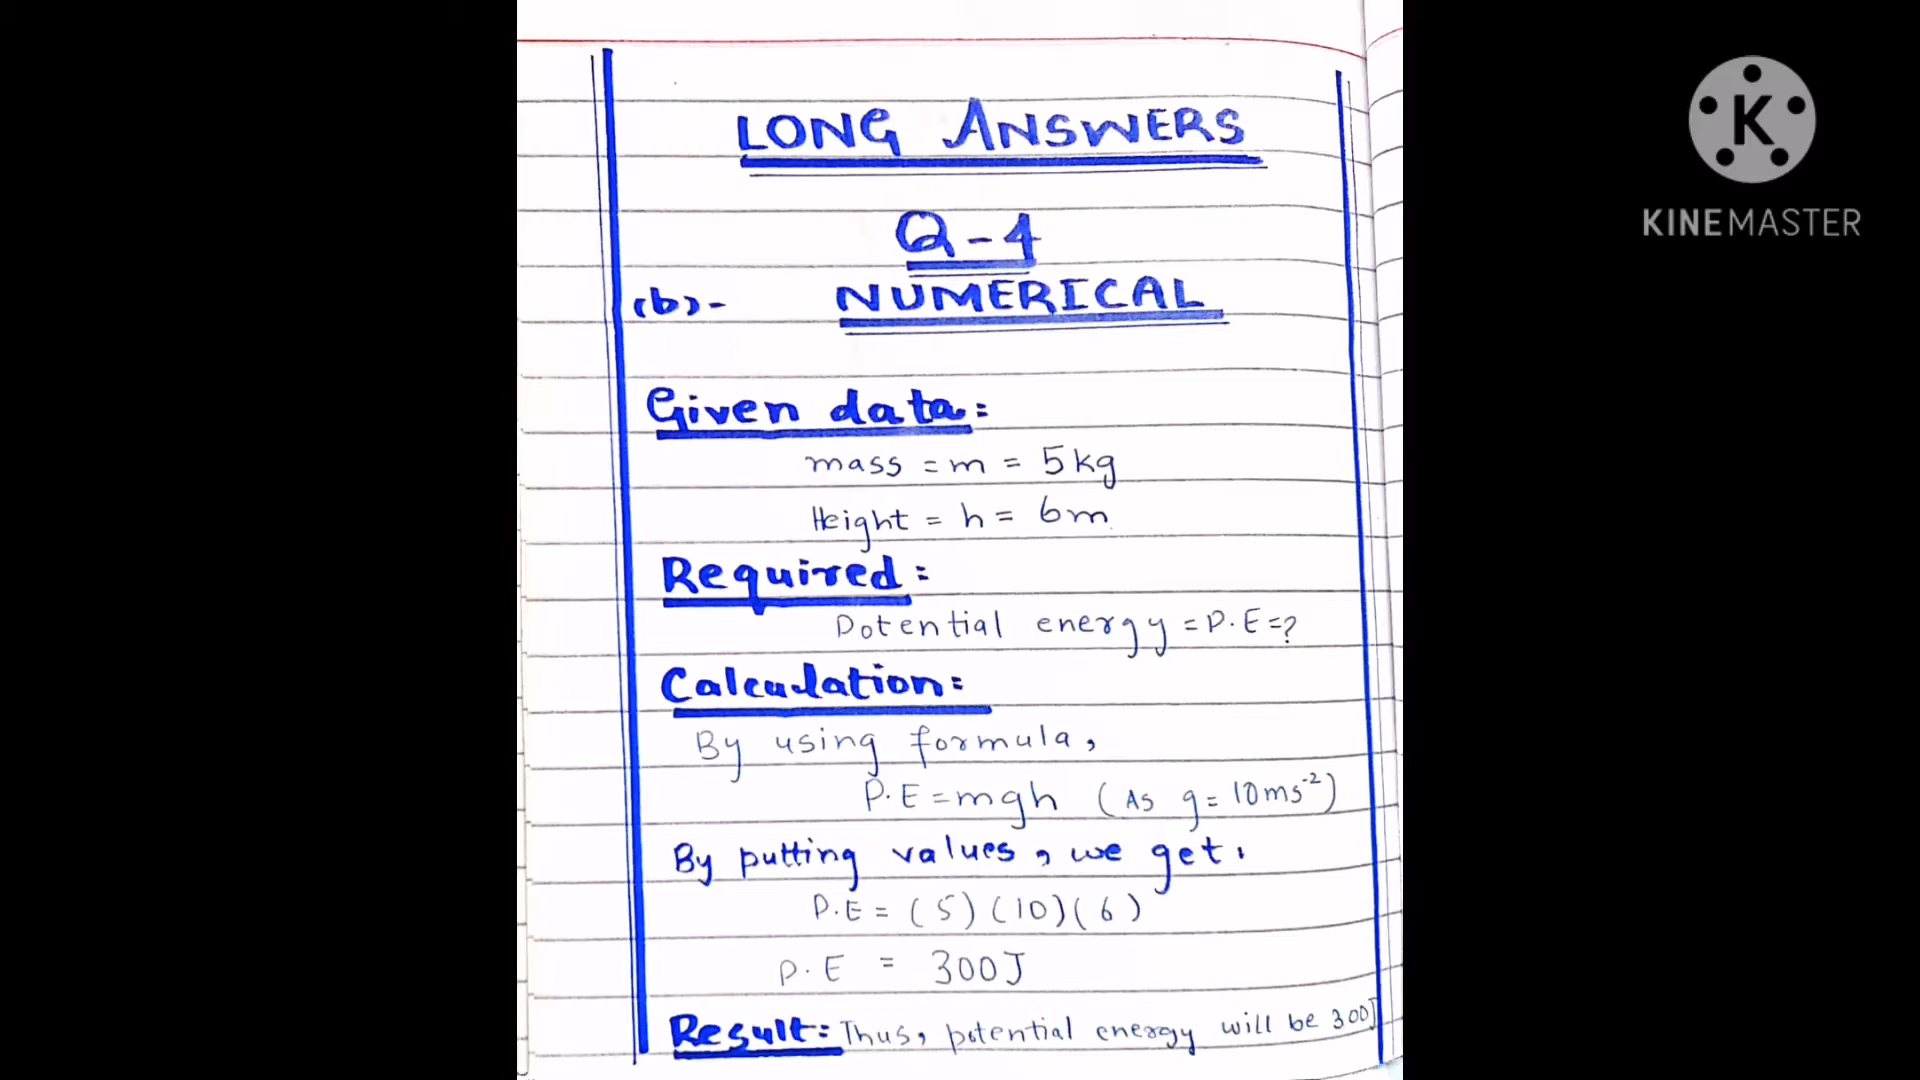 LONG ANSWERS
Q-4
(b)- NUMERICAL
Given data:
mass = m = 5kg
Height = h = 6m
Required:
Potential energy = P.E=?
Calculation:
By using formula,
P.E = mgh (As g= 10ms⁻²)
By putting values, we get.
P.E = (5)(10)(6)
P.E = 300J
Result: Thus, potential energy will be 300J
K
KINEMASTER